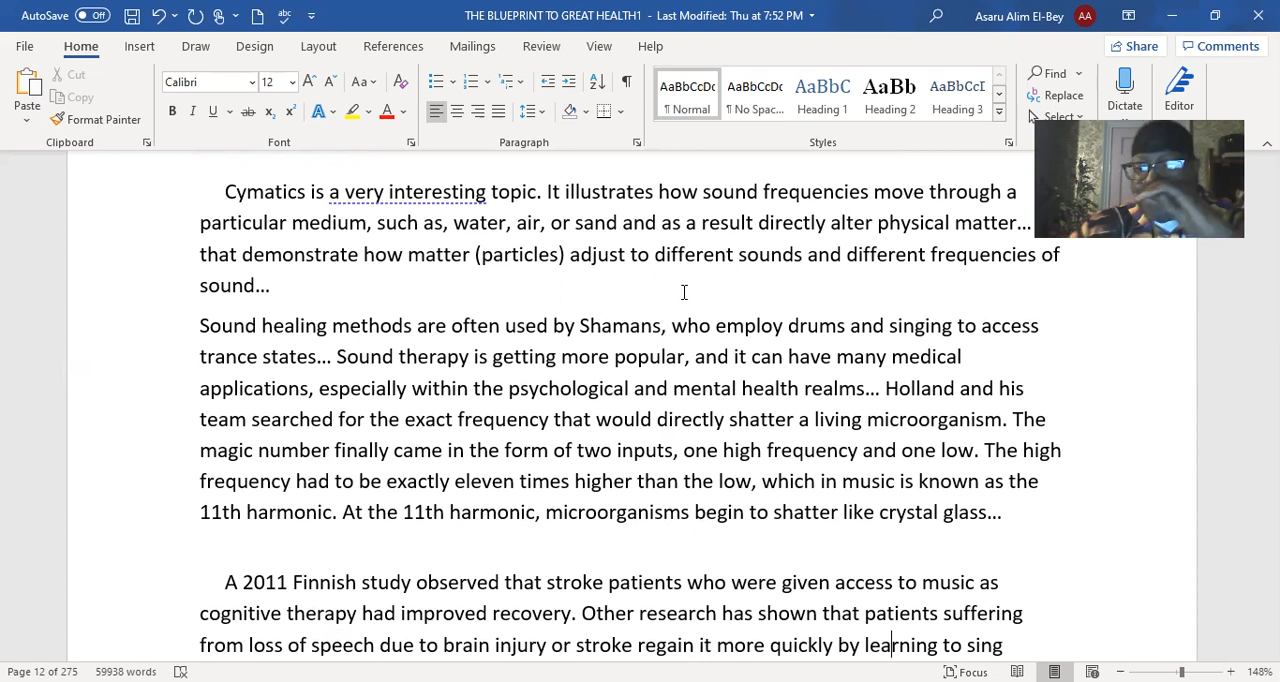 AutoSave Off THE BLUEPRINT TO GREAT HEALTH1 - Last Modified: Thu at 7:52 PM Asaru Alim El-Bey AA
File Home Insert Draw Design Layout References Mailings Review View Help Share Comments
Paste Cut Copy Format Painter Calibri 12 AaBbCcDc AaBbCcDc AaBbC AaBb AaBbCcI Find Replace Select Dictate Editor
Normal No Spac... Heading 1 Heading 2 Heading 3
Clipboard Font Paragraph Styles
Cymatics is a very interesting topic. It illustrates how sound frequencies move through a
particular medium, such as, water, air, or sand and as a result directly alter physical matter…
that demonstrate how matter (particles) adjust to different sounds and different frequencies of
sound…
Sound healing methods are often used by Shamans, who employ drums and singing to access
trance states… Sound therapy is getting more popular, and it can have many medical
applications, especially within the psychological and mental health realms… Holland and his
team searched for the exact frequency that would directly shatter a living microorganism. The
magic number finally came in the form of two inputs, one high frequency and one low. The high
frequency had to be exactly eleven times higher than the low, which in music is known as the
11th harmonic. At the 11th harmonic, microorganisms begin to shatter like crystal glass…
A 2011 Finnish study observed that stroke patients who were given access to music as
cognitive therapy had improved recovery. Other research has shown that patients suffering
from loss of speech due to brain injury or stroke regain it more quickly by learning to sing
Page 12 of 275 59938 words Focus 148%